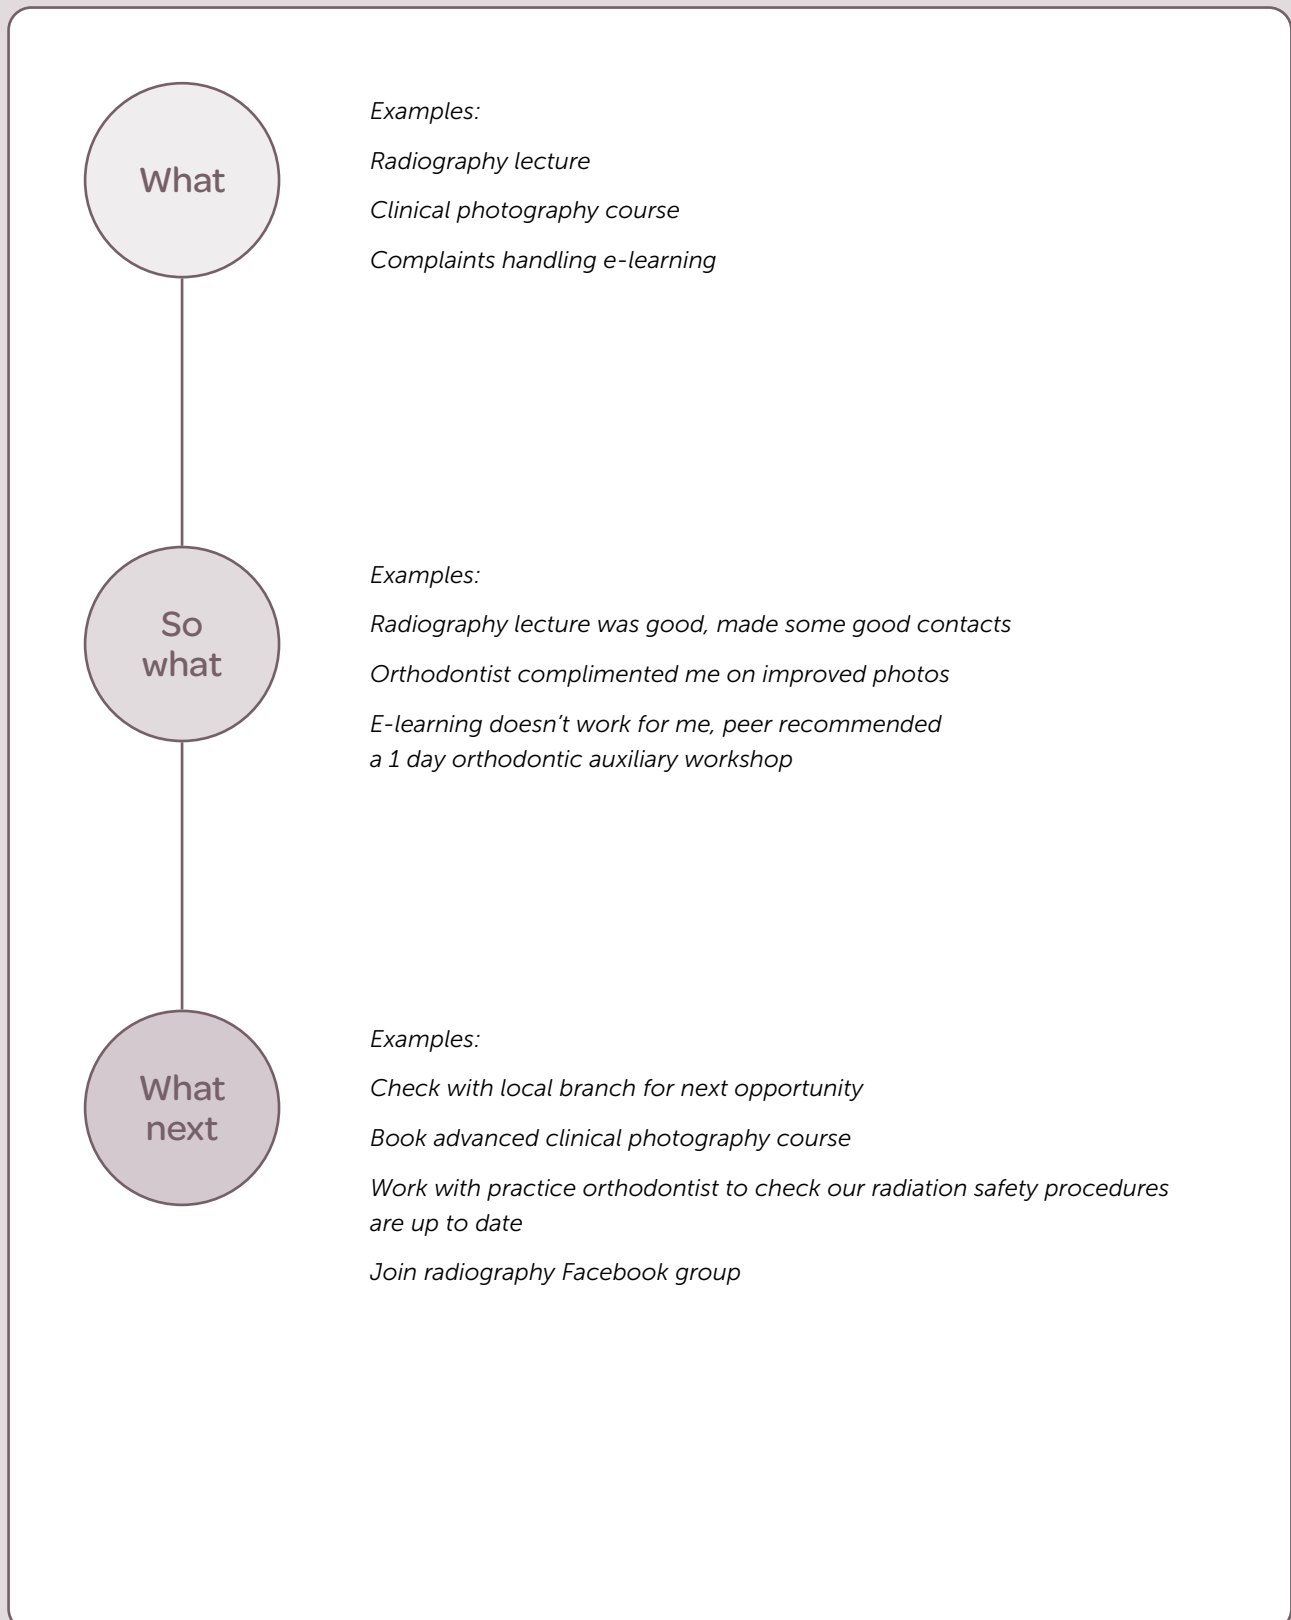 What
Examples:
Radiography lecture
Clinical photography course
Complaints handling e-learning
So
what
Examples:
Radiography lecture was good, made some good contacts
Orthodontist complimented me on improved photos
E-learning doesn’t work for me, peer recommended
a 1 day orthodontic auxiliary workshop
What
next
Examples:
Check with local branch for next opportunity
Book advanced clinical photography course
Work with practice orthodontist to check our radiation safety procedures
are up to date
Join radiography Facebook group